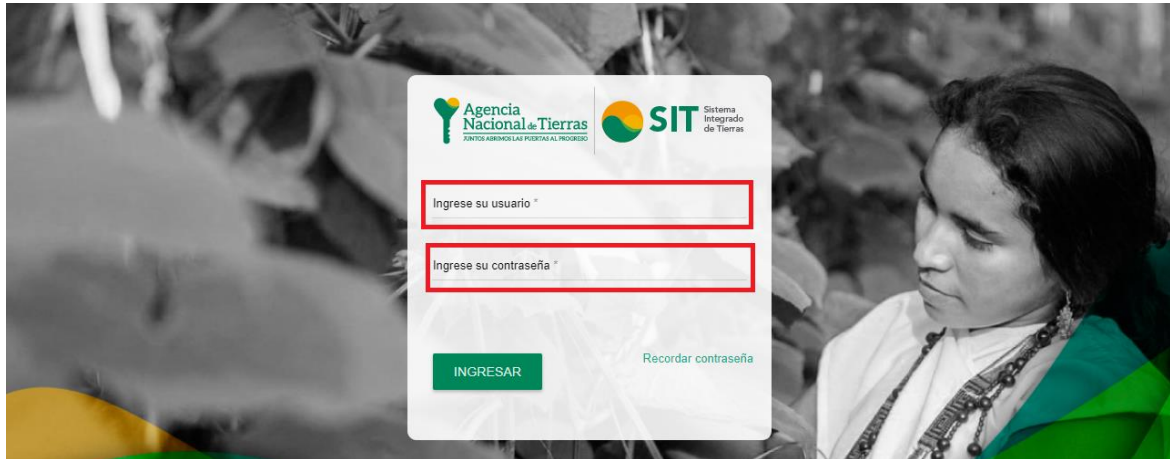 Agencia
Nacional de Tierras
JUNTOS ABRIMOS LAS PUERTAS AL PROGRESO
SIT
Sistema
Integrado
de Tierras
Ingrese su usuario *
Ingrese su contraseña *
INGRESAR
Recordar contraseña